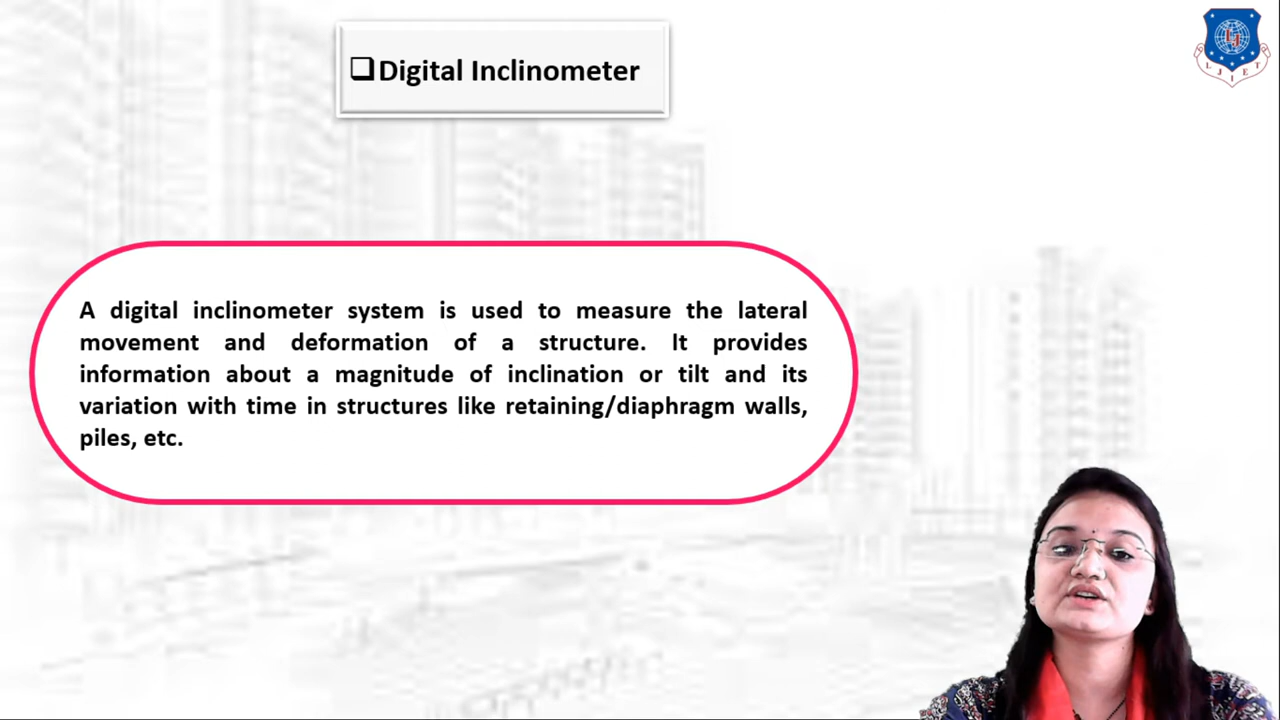 ❑Digital Inclinometer
LJIET
A digital inclinometer system is used to measure the lateral
movement and deformation of a structure. It provides
information about a magnitude of inclination or tilt and its
variation with time in structures like retaining/diaphragm walls,
piles, etc.